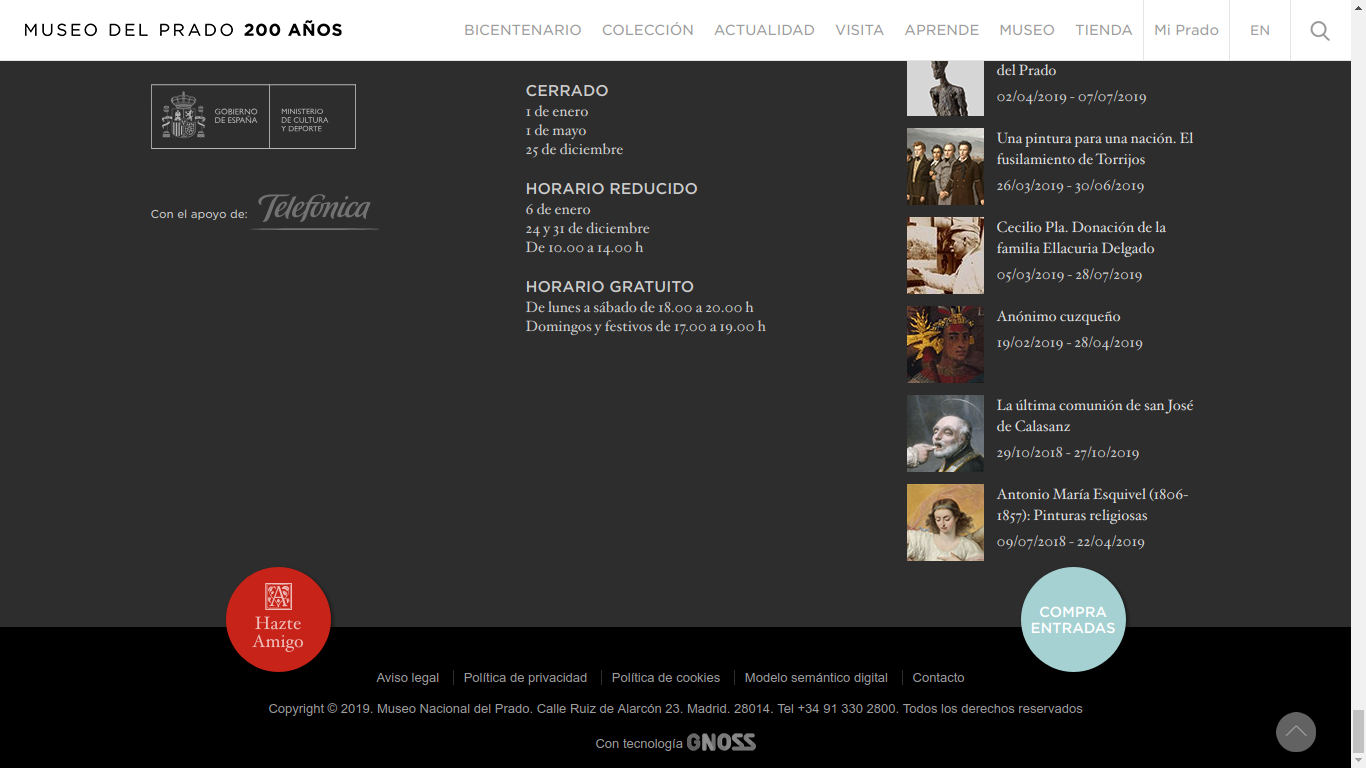 MUSEO DEL PRADO 200 AÑOS
BICENTENARIO COLECCIÓN ACTUALIDAD VISITA APRENDE MUSEO TIENDA Mi Prado EN
GOBIERNO
DE ESPAÑA
MINISTERIO
DE CULTURA
Y DEPORTE
Con el apoyo de: Telefónica
CERRADO
1 de enero
1 de mayo
25 de diciembre
HORARIO REDUCIDO
6 de enero
24 y 31 de diciembre
De 10.00 a 14.00 h
HORARIO GRATUITO
De lunes a sábado de 18.00 a 20.00 h
Domingos y festivos de 17.00 a 19.00 h
del Prado
02/04/2019 - 07/07/2019
Una pintura para una nación. El
fusilamiento de Torrijos
26/03/2019 - 30/06/2019
Cecilio Pla. Donación de la
familia Ellacuria Delgado
05/03/2019 - 28/07/2019
Anónimo cuzqueño
19/02/2019 - 28/04/2019
La última comunión de san José
de Calasanz
29/10/2018 - 27/10/2019
Antonio María Esquivel (1806-
1857): Pinturas religiosas
09/07/2018 - 22/04/2019
A
Hazte
Amigo
COMPRA
ENTRADAS
Aviso legal Política de privacidad Política de cookies Modelo semántico digital Contacto
Copyright © 2019. Museo Nacional del Prado. Calle Ruiz de Alarcón 23. Madrid. 28014. Tel +34 91 330 2800. Todos los derechos reservados
Con tecnología GNOSS